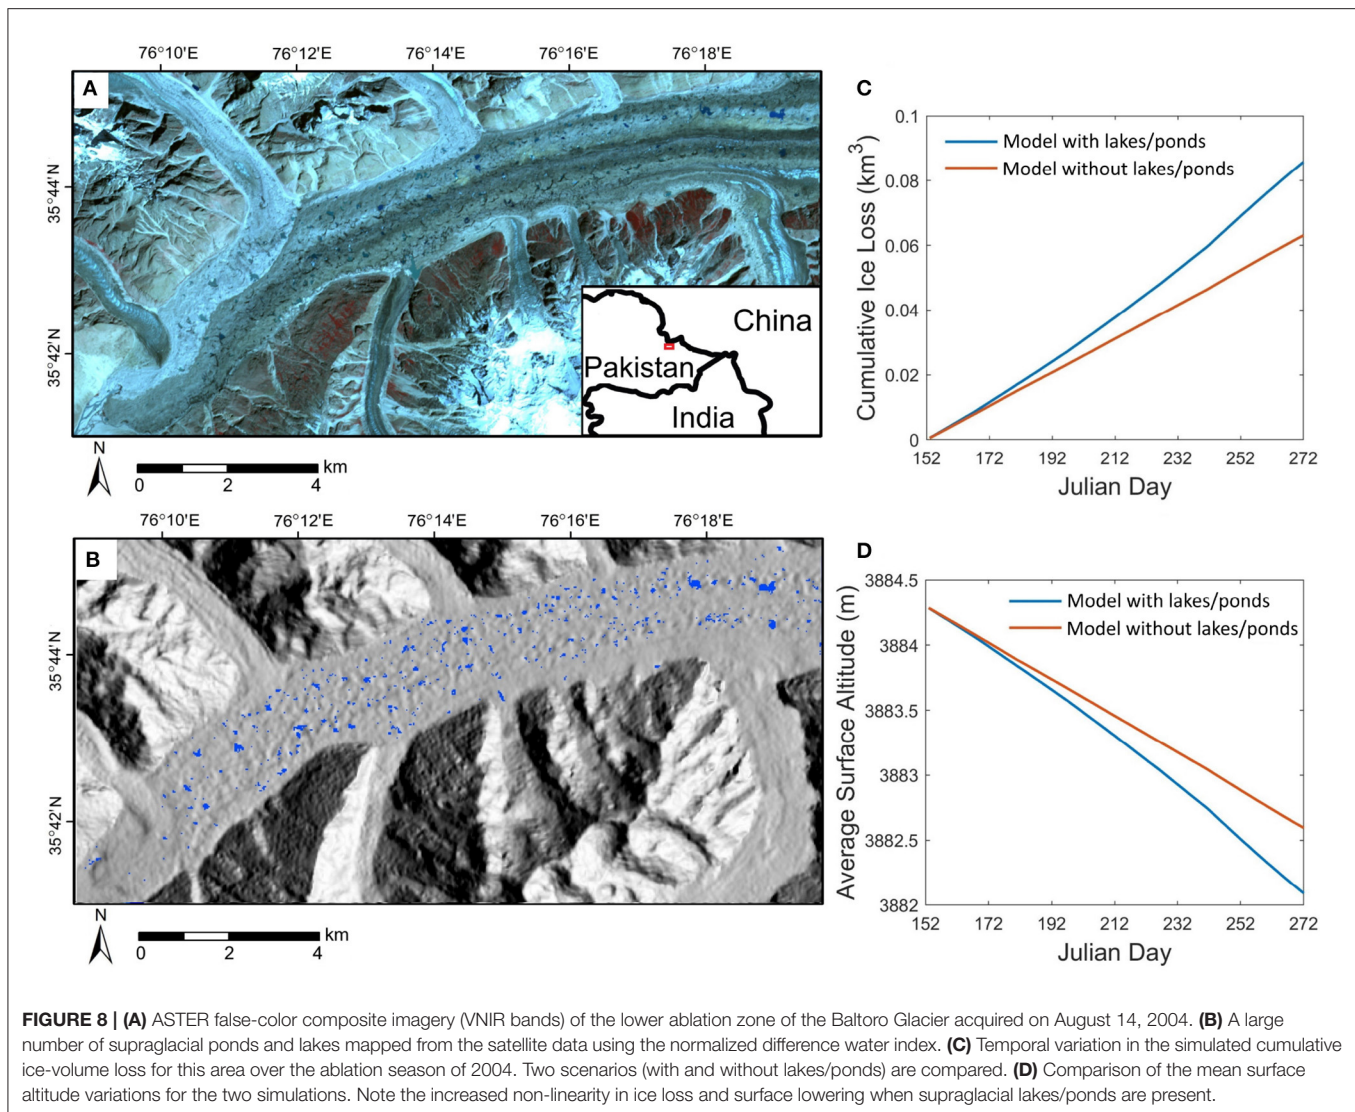 76°10'E 76°12'E 76°14'E 76°16'E 76°18'E
A
35°44'N
35°42'N
China
Pakistan
India
N
0 2 4 km
76°10'E 76°12'E 76°14'E 76°16'E 76°18'E
B
35°44'N
35°42'N
N
0 2 4 km
C
Cumulative Ice Loss (km³)
0.1
0.08
0.06
0.04
0.02
0
Model with lakes/ponds
Model without lakes/ponds
152 172 192 212 232 252 272
Julian Day
D
Average Surface Altitude (m)
3884.5
3884
3883.5
3883
3882.5
3882
Model with lakes/ponds
Model without lakes/ponds
152 172 192 212 232 252 272
Julian Day
FIGURE 8 | (A) ASTER false-color composite imagery (VNIR bands) of the lower ablation zone of the Baltoro Glacier acquired on August 14, 2004. (B) A large
number of supraglacial ponds and lakes mapped from the satellite data using the normalized difference water index. (C) Temporal variation in the simulated cumulative
ice-volume loss for this area over the ablation season of 2004. Two scenarios (with and without lakes/ponds) are compared. (D) Comparison of the mean surface
altitude variations for the two simulations. Note the increased non-linearity in ice loss and surface lowering when supraglacial lakes/ponds are present.